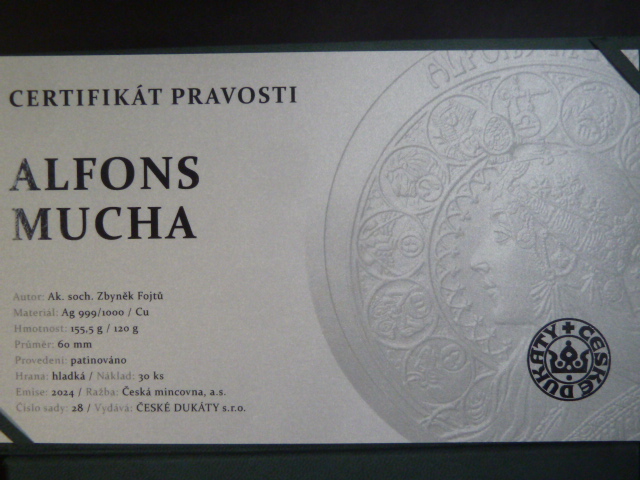 CERTIFIKÁT PRAVOSTI
ALFONS
MUCHA
Autor: Ak. soch. Zbyněk Fojtů
Materiál: Ag 999/1000 / Cu
Hmotnost: 155,5 g / 120 g
Průměr: 60 mm
Provedení: patinováno
Hrana: hladká / Náklad: 30 ks
Emise: 2024 / Ražba: Česká mincovna, a.s.
Číslo sady: 28 / Vydává: ČESKÉ DUKÁTY s.r.o.
ČESKÉ DUKÁTY